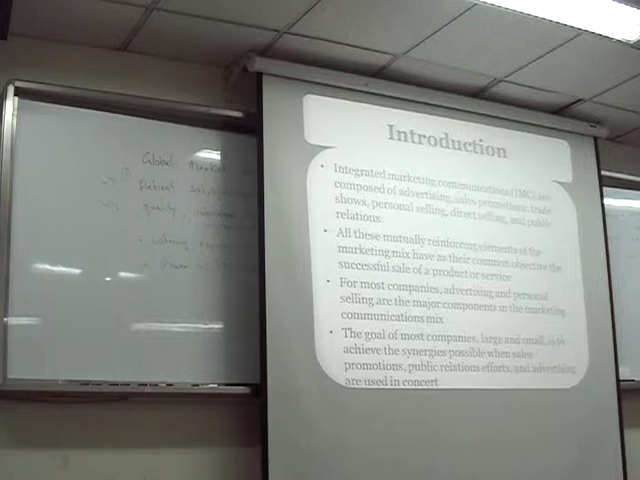 Global Market
patient satis
quality,
Introduction
• Integrated marketing communications (IMC) are
composed of advertising, sales promotions, trade
shows, personal selling, direct selling, and public
relations
• All these mutually reinforcing elements of the
marketing mix have as their common objective the
successful sale of a product or service
• For most companies, advertising and personal
selling are the major components in the marketing
communications mix
• The goal of most companies, large and small, is to
achieve the synergies possible when sales
promotions, public relations efforts, and advertising
are used in concert